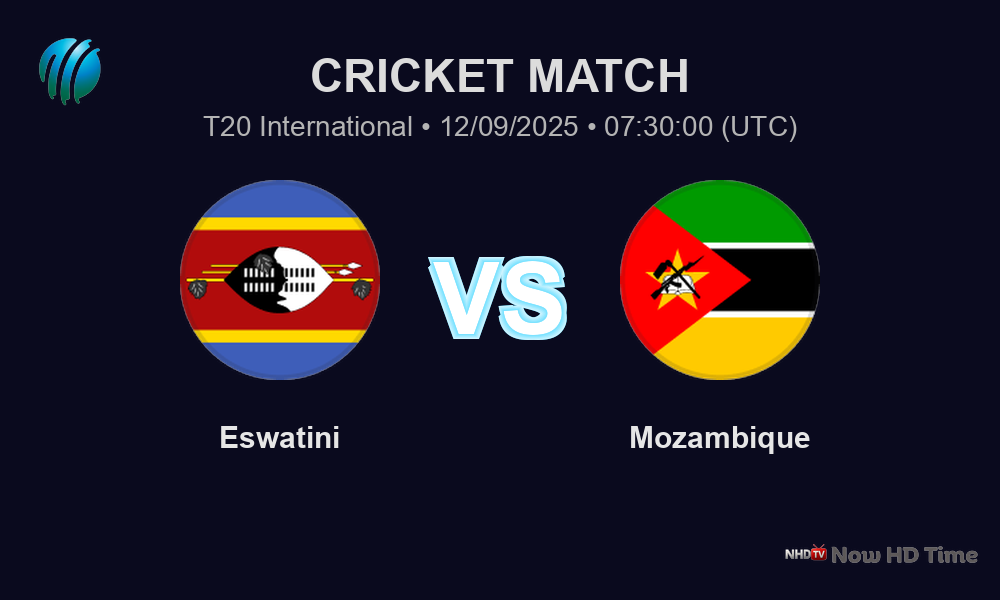 CRICKET MATCH
T20 International • 12/09/2025 • 07:30:00 (UTC)
VS
Eswatini
Mozambique
NHDTV Now HD Time